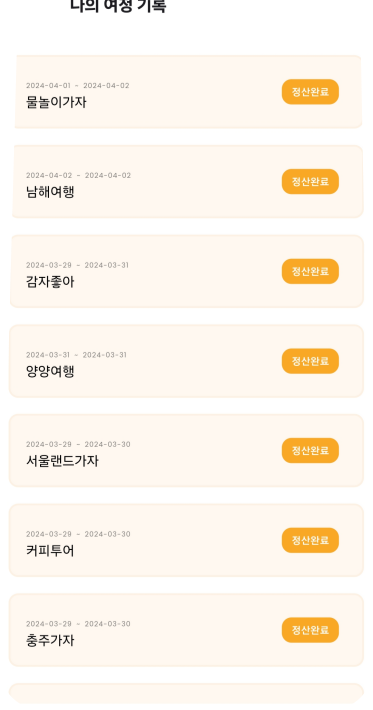 나의 여정 기록
2024-04-01 - 2024-04-02
물놀이가자
정산완료
2024-04-02 - 2024-04-02
남해여행
정산완료
2024-03-29 - 2024-03-31
감자좋아
정산완료
2024-03-31 - 2024-03-31
양양여행
정산완료
2024-03-29 - 2024-03-30
서울랜드가자
정산완료
2024-03-29 - 2024-03-30
커피투어
정산완료
2024-03-29 - 2024-03-30
충주가자
정산완료